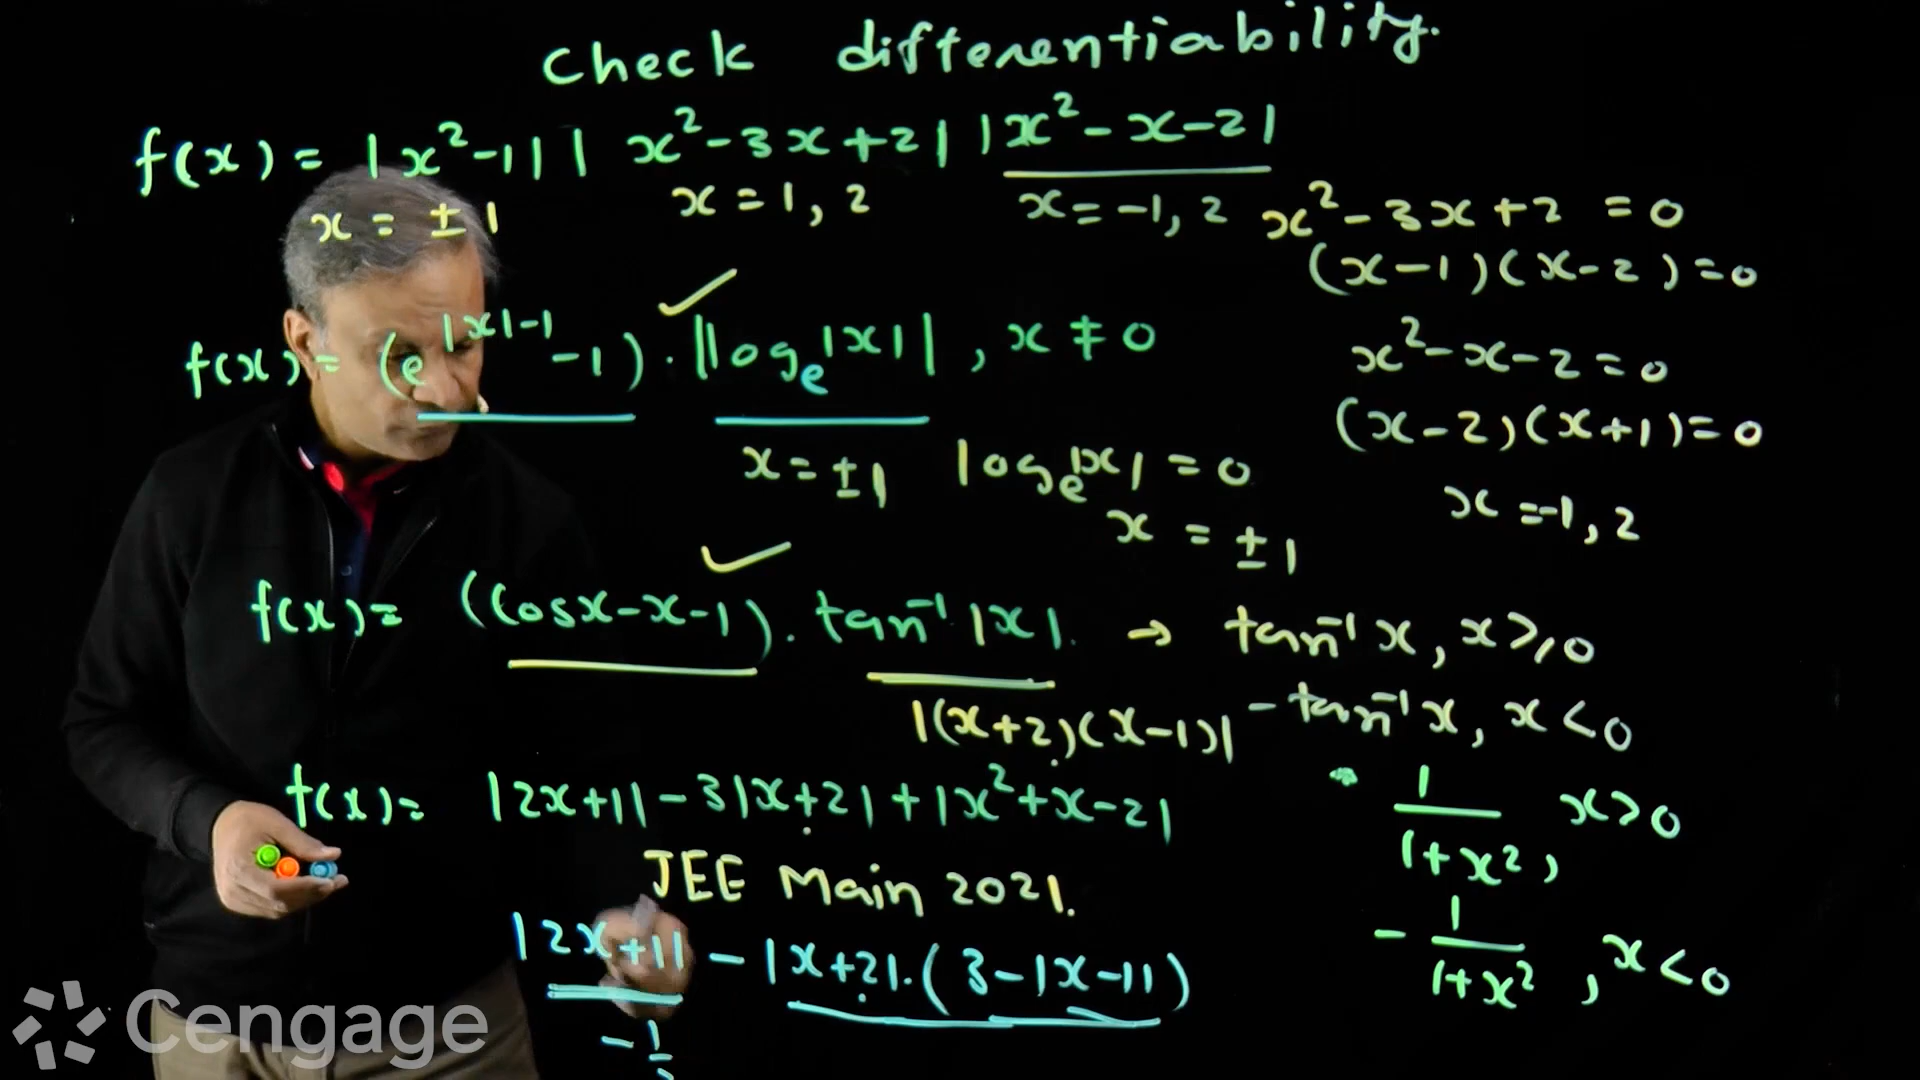 Check differentiability.
f(x) = |x²-1| |x²-3x+2| |x²-x-2|
x = ±1 x = 1, 2 x = -1, 2
x²-3x+2 = 0
(x-1)(x-2) = 0
f(x) = (e^{|x|-1} - 1) · |log_e|x||, x ≠ 0
x²-x-2 = 0
(x-2)(x+1) = 0
x = ±1 log_e|x| = 0
x = ±1
x = -1, 2
f(x) = (cosx-x-1) · tan⁻¹|x|. → tan⁻¹x, x ≥ 0
-tan⁻¹x, x < 0
|(x+2)(x-1)|
f(x) = |2x+1| - 3|x+2| + |x²+x-2|
1/(1+x²), x > 0
JEE Main 2021.
|2x+1| - |x+2|·(3-|x-1|)
-1/(1+x²), x < 0
Cengage